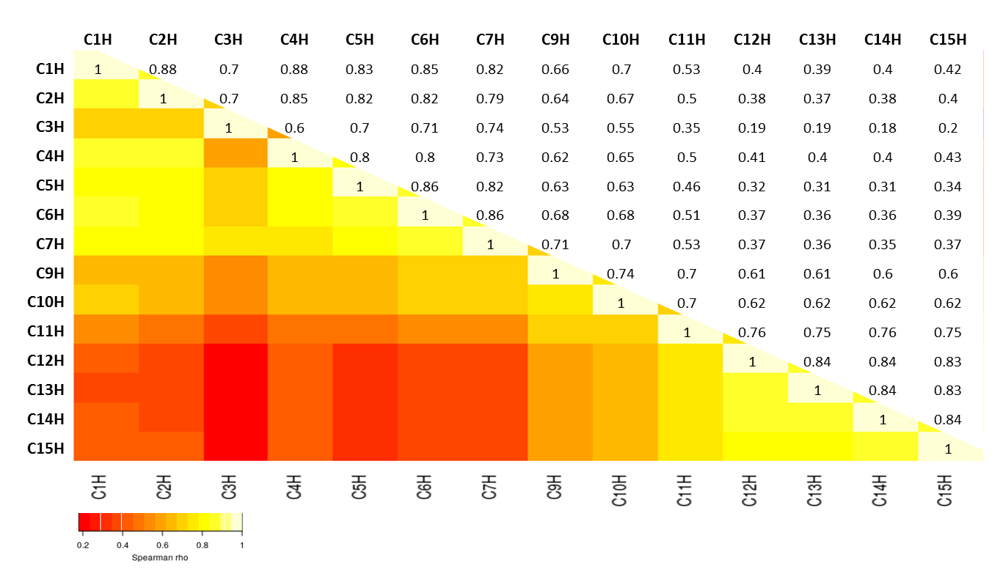 C1H C2H C3H C4H C5H C6H C7H C9H C10H C11H C12H C13H C14H C15H
C1H 1 0.88 0.7 0.88 0.83 0.85 0.82 0.66 0.7 0.53 0.4 0.39 0.4 0.42
C2H 1 0.7 0.85 0.82 0.82 0.79 0.64 0.67 0.5 0.38 0.37 0.38 0.4
C3H 1 0.6 0.7 0.71 0.74 0.53 0.55 0.35 0.19 0.19 0.18 0.2
C4H 1 0.8 0.8 0.73 0.62 0.65 0.5 0.41 0.4 0.4 0.43
C5H 1 0.86 0.82 0.63 0.63 0.46 0.32 0.31 0.31 0.34
C6H 1 0.86 0.68 0.68 0.51 0.37 0.36 0.36 0.39
C7H 1 0.71 0.7 0.53 0.37 0.36 0.35 0.37
C9H 1 0.74 0.7 0.61 0.61 0.6 0.6
C10H 1 0.7 0.62 0.62 0.62 0.62
C11H 1 0.76 0.75 0.76 0.75
C12H 1 0.84 0.84 0.83
C13H 1 0.84 0.83
C14H 1 0.84
C15H 1
C1H C2H C3H C4H C5H C6H C7H C9H C10H C11H C12H C13H C14H C15H
0.2 0.4 0.6 0.8 1
Spearman rho